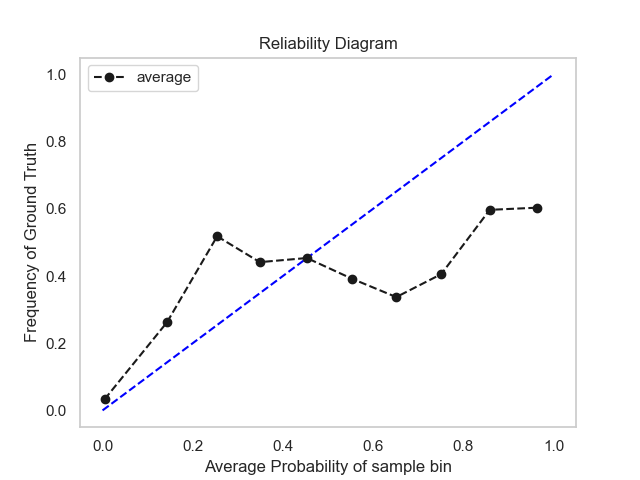 Reliability Diagram
average
Frequency of Ground Truth
1.0
0.8
0.6
0.4
0.2
0.0
0.0 0.2 0.4 0.6 0.8 1.0
Average Probability of sample bin